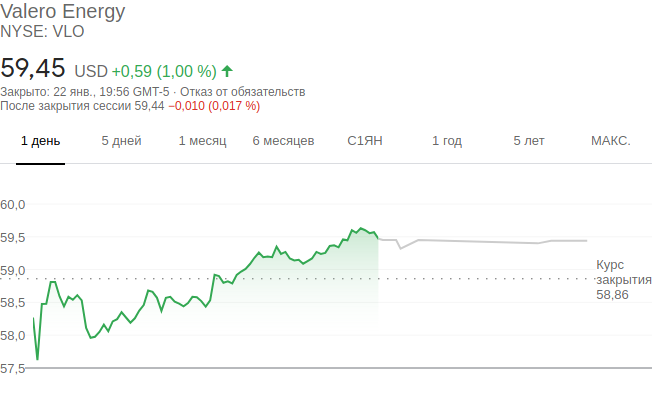 Valero Energy
NYSE: VLO
59,45 USD +0,59 (1,00 %)
Закрыто: 22 янв., 19:56 GMT-5 · Отказ от обязательств
После закрытия сессии 59,44 −0,010 (0,017 %)
1 день 5 дней 1 месяц 6 месяцев С1ЯН 1 год 5 лет МАКС.
60,0
59,5
59,0
58,5
58,0
57,5
Курс
закрытия
58,86